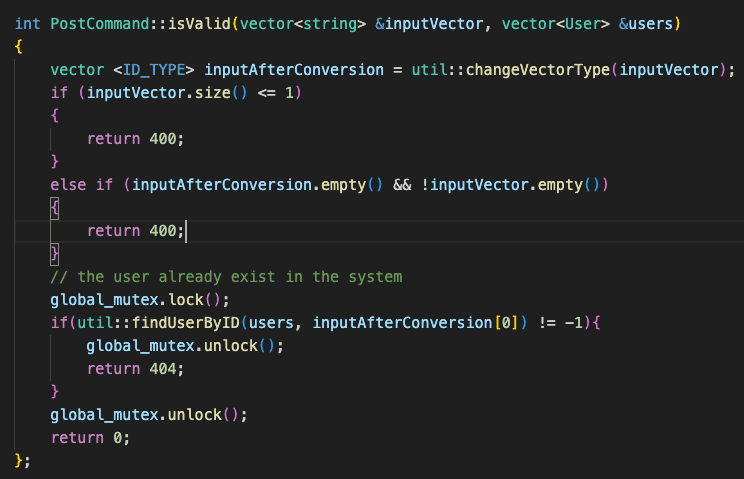 int PostCommand::isValid(vector<string> &inputVector, vector<User> &users)
{
    vector <ID_TYPE> inputAfterConversion = util::changeVectorType(inputVector);
    if (inputVector.size() <= 1)
    {
        return 400;
    }
    else if (inputAfterConversion.empty() && !inputVector.empty())
    {
        return 400;
    }
    // the user already exist in the system
    global_mutex.lock();
    if(util::findUserByID(users, inputAfterConversion[0]) != -1){
        global_mutex.unlock();
        return 404;
    }
    global_mutex.unlock();
    return 0;
};